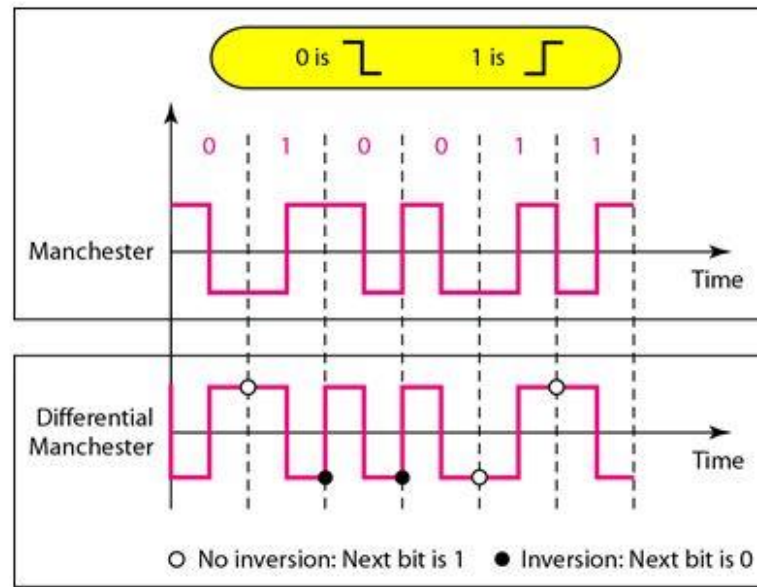 0 is 1 is
0 1 0 0 1 1
Manchester
Time
Differential
Manchester
Time
No inversion: Next bit is 1 Inversion: Next bit is 0